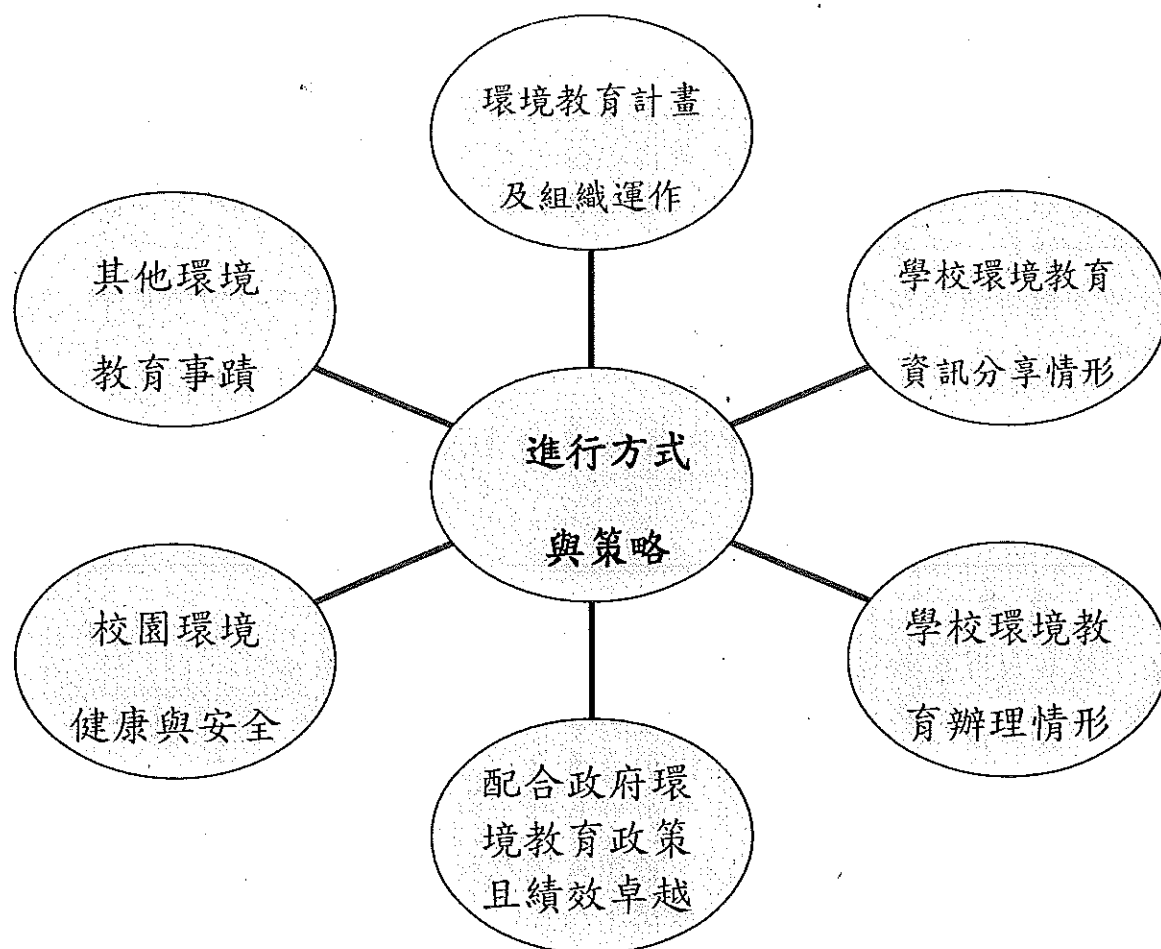 環境教育計畫
及組織運作
其他環境
教育事蹟
學校環境教育
資訊分享情形
進行方式
與策略
校園環境
健康與安全
學校環境教
育辦理情形
配合政府環
境教育政策
且績效卓越